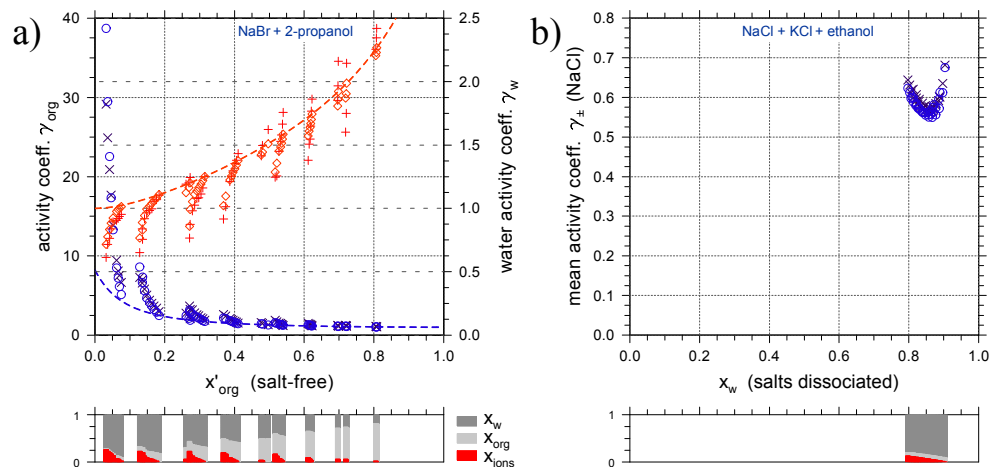 a)
NaBr + 2-propanol
40
30
20
10
0
activity coeff. γorg
2.5
2.0
1.5
1.0
0.5
0.0
water activity coeff. γw
0.0 0.2 0.4 0.6 0.8 1.0
x'org (salt-free)
1
0
xw
xorg
xions
b)
NaCl + KCl + ethanol
0.8
0.7
0.6
0.5
0.4
0.3
0.2
0.1
0.0
mean activity coeff. γ± (NaCl)
0.0 0.2 0.4 0.6 0.8 1.0
xw (salts dissociated)
1
0